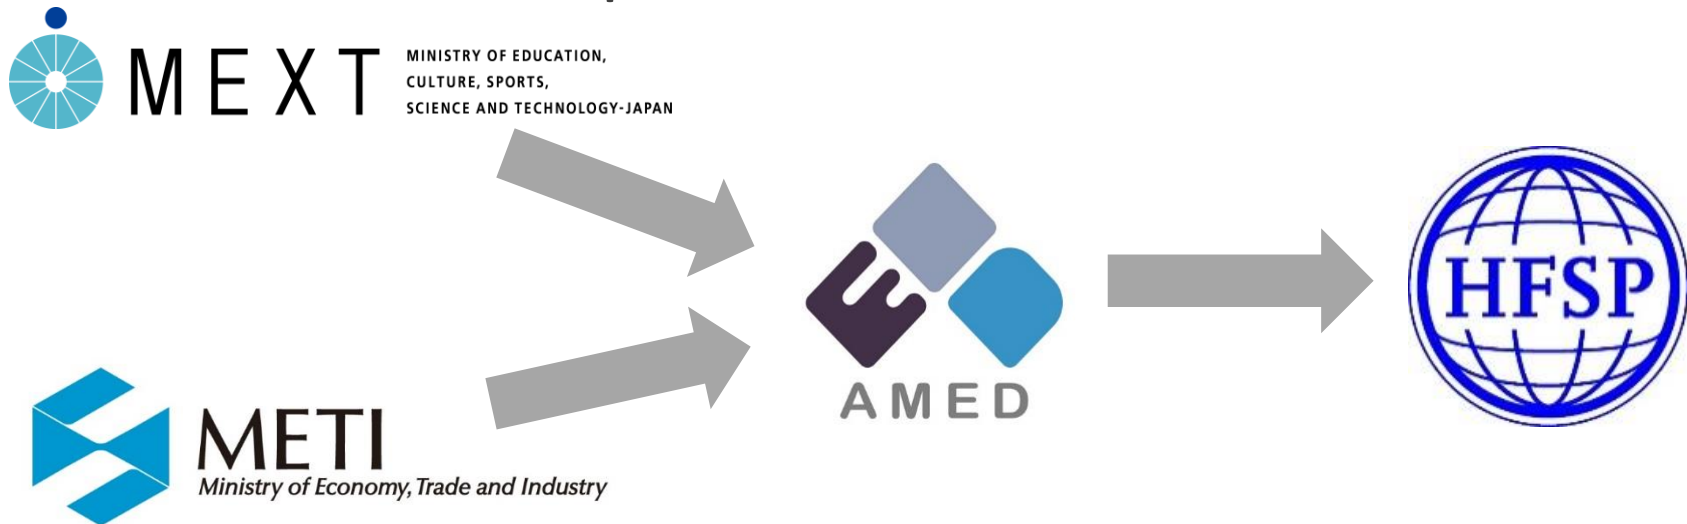 MEXT
MINISTRY OF EDUCATION,
CULTURE, SPORTS,
SCIENCE AND TECHNOLOGY-JAPAN
METI
Ministry of Economy, Trade and Industry
AMED
HFSP